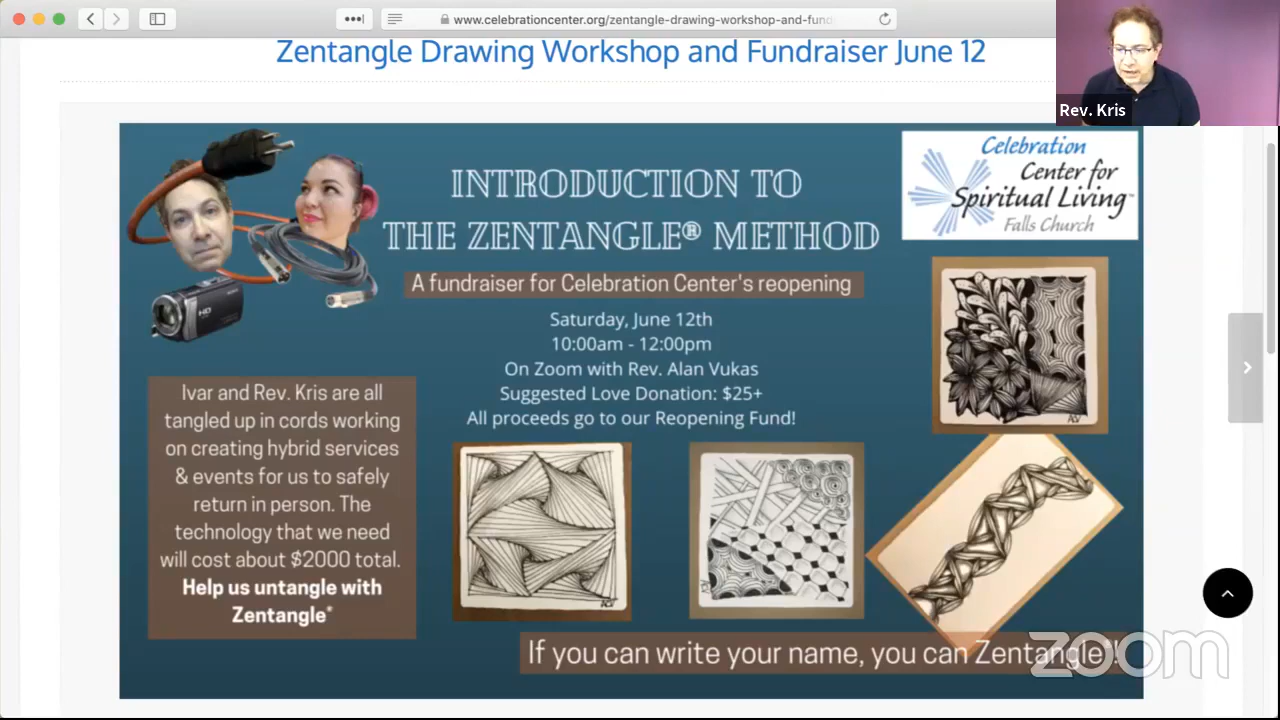 www.celebrationcenter.org/zentangle-drawing-workshop-and-fund
Zentangle Drawing Workshop and Fundraiser June 12
Rev. Kris
INTRODUCTION TO
THE ZENTANGLE® METHOD
A fundraiser for Celebration Center's reopening
Saturday, June 12th
10:00am - 12:00pm
On Zoom with Rev. Alan Vukas
Suggested Love Donation: $25+
All proceeds go to our Reopening Fund!
Celebration
Center for
Spiritual Living™
Falls Church
HD
Ivar and Rev. Kris are all
tangled up in cords working
on creating hybrid services
& events for us to safely
return in person. The
technology that we need
will cost about $2000 total.
Help us untangle with
Zentangle®
If you can write your name, you can Zentangle®!
zoom